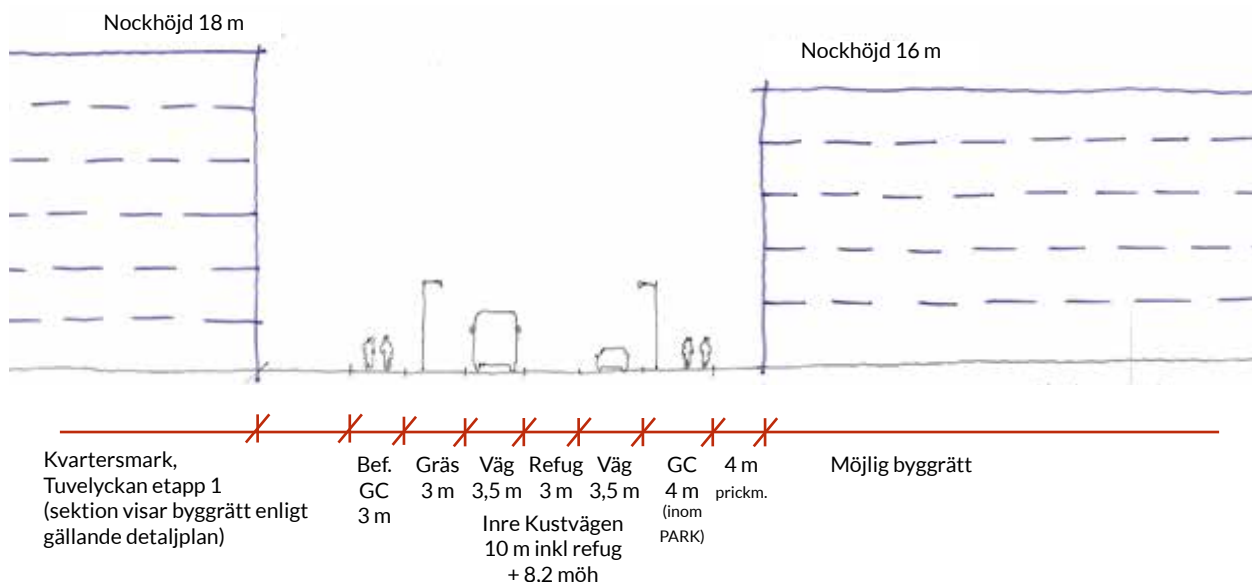 Nockhöjd 18 m
Nockhöjd 16 m
Kvartersmark,
Tuvelyckan etapp 1
(sektion visar byggrätt enligt
gällande detaljplan)
Bef.
GC
3 m
Gräs
3 m
Väg
3,5 m
Refug
3 m
Väg
3,5 m
Inre Kustvägen
10 m inkl refug
+ 8,2 möh
GC
4 m
(inom
PARK)
4 m
prickm.
Möjlig byggrätt